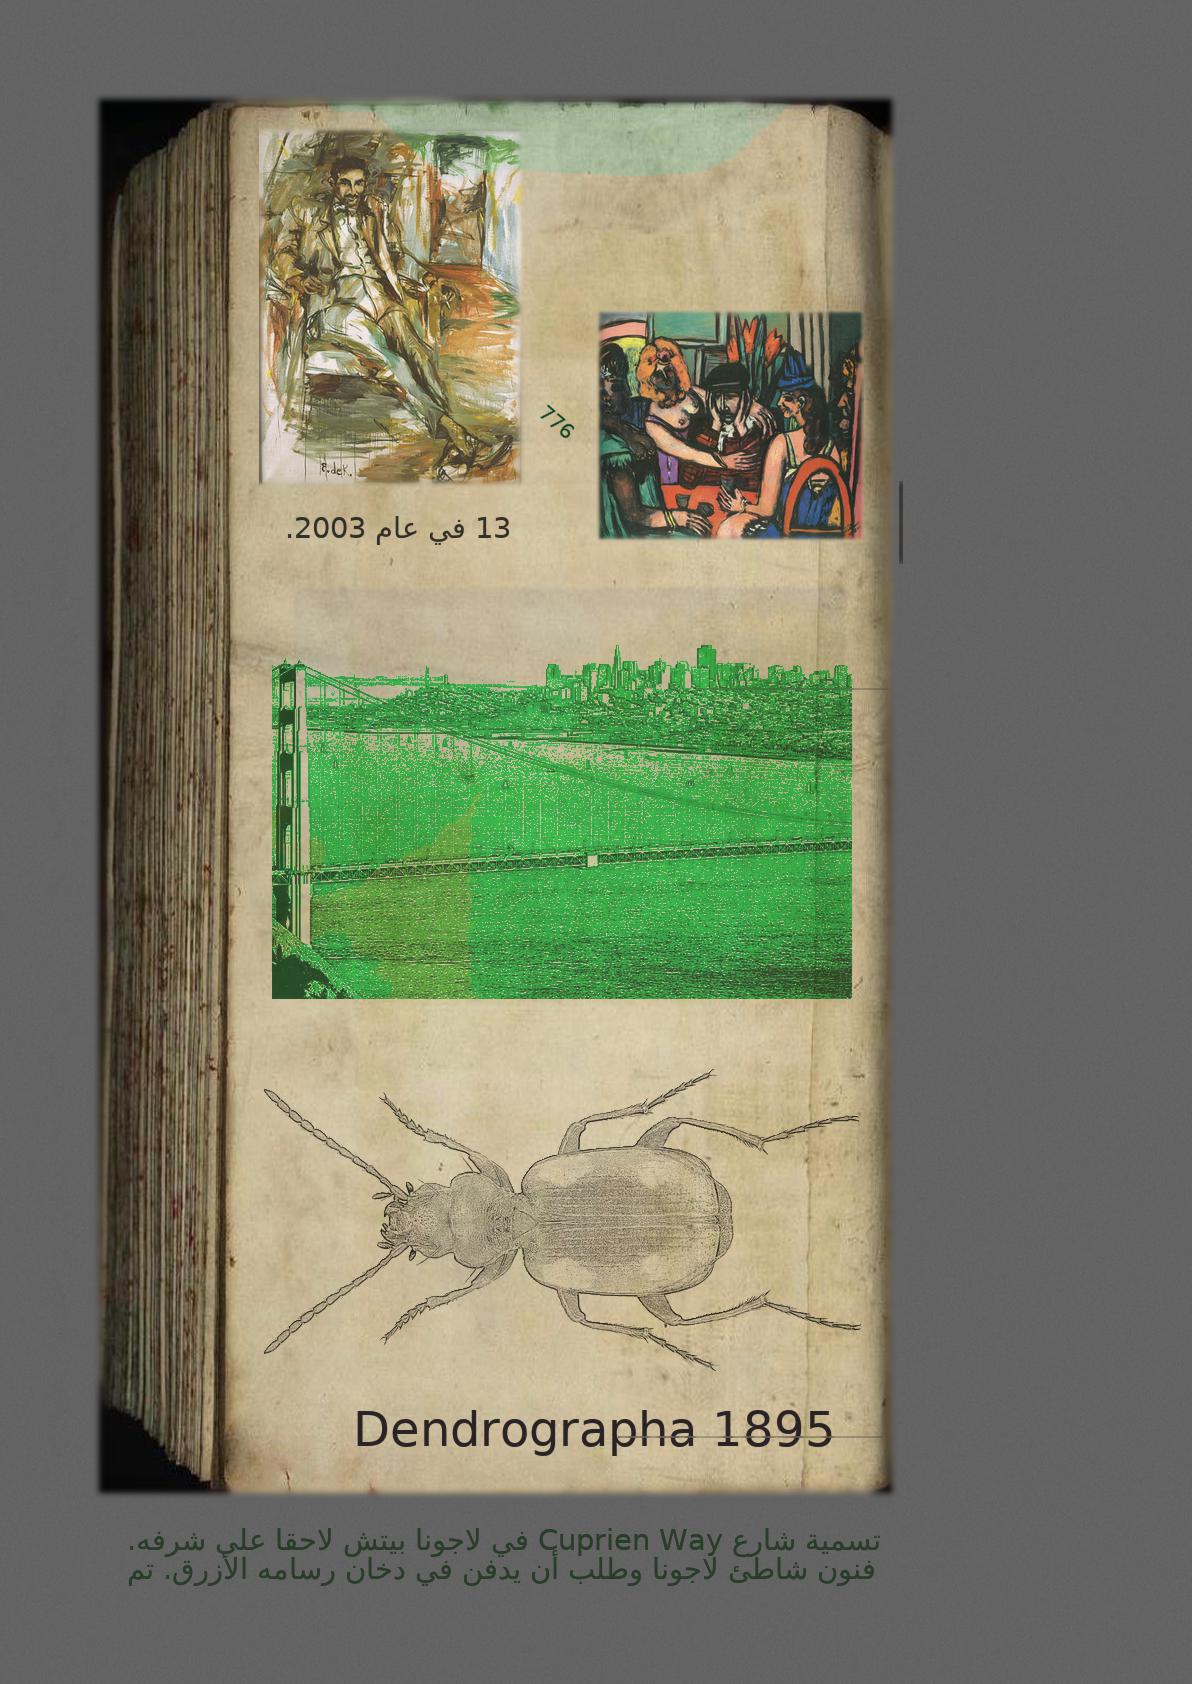 776
13 في عام 2003.
Dendrographa 1895
تسمية شارع Cuprien Way في لاجونا بيتش لاحقا على شرفه.
فنون شاطئ لاجونا وطلب أن يدفن في دخان رسامه الأزرق. تم